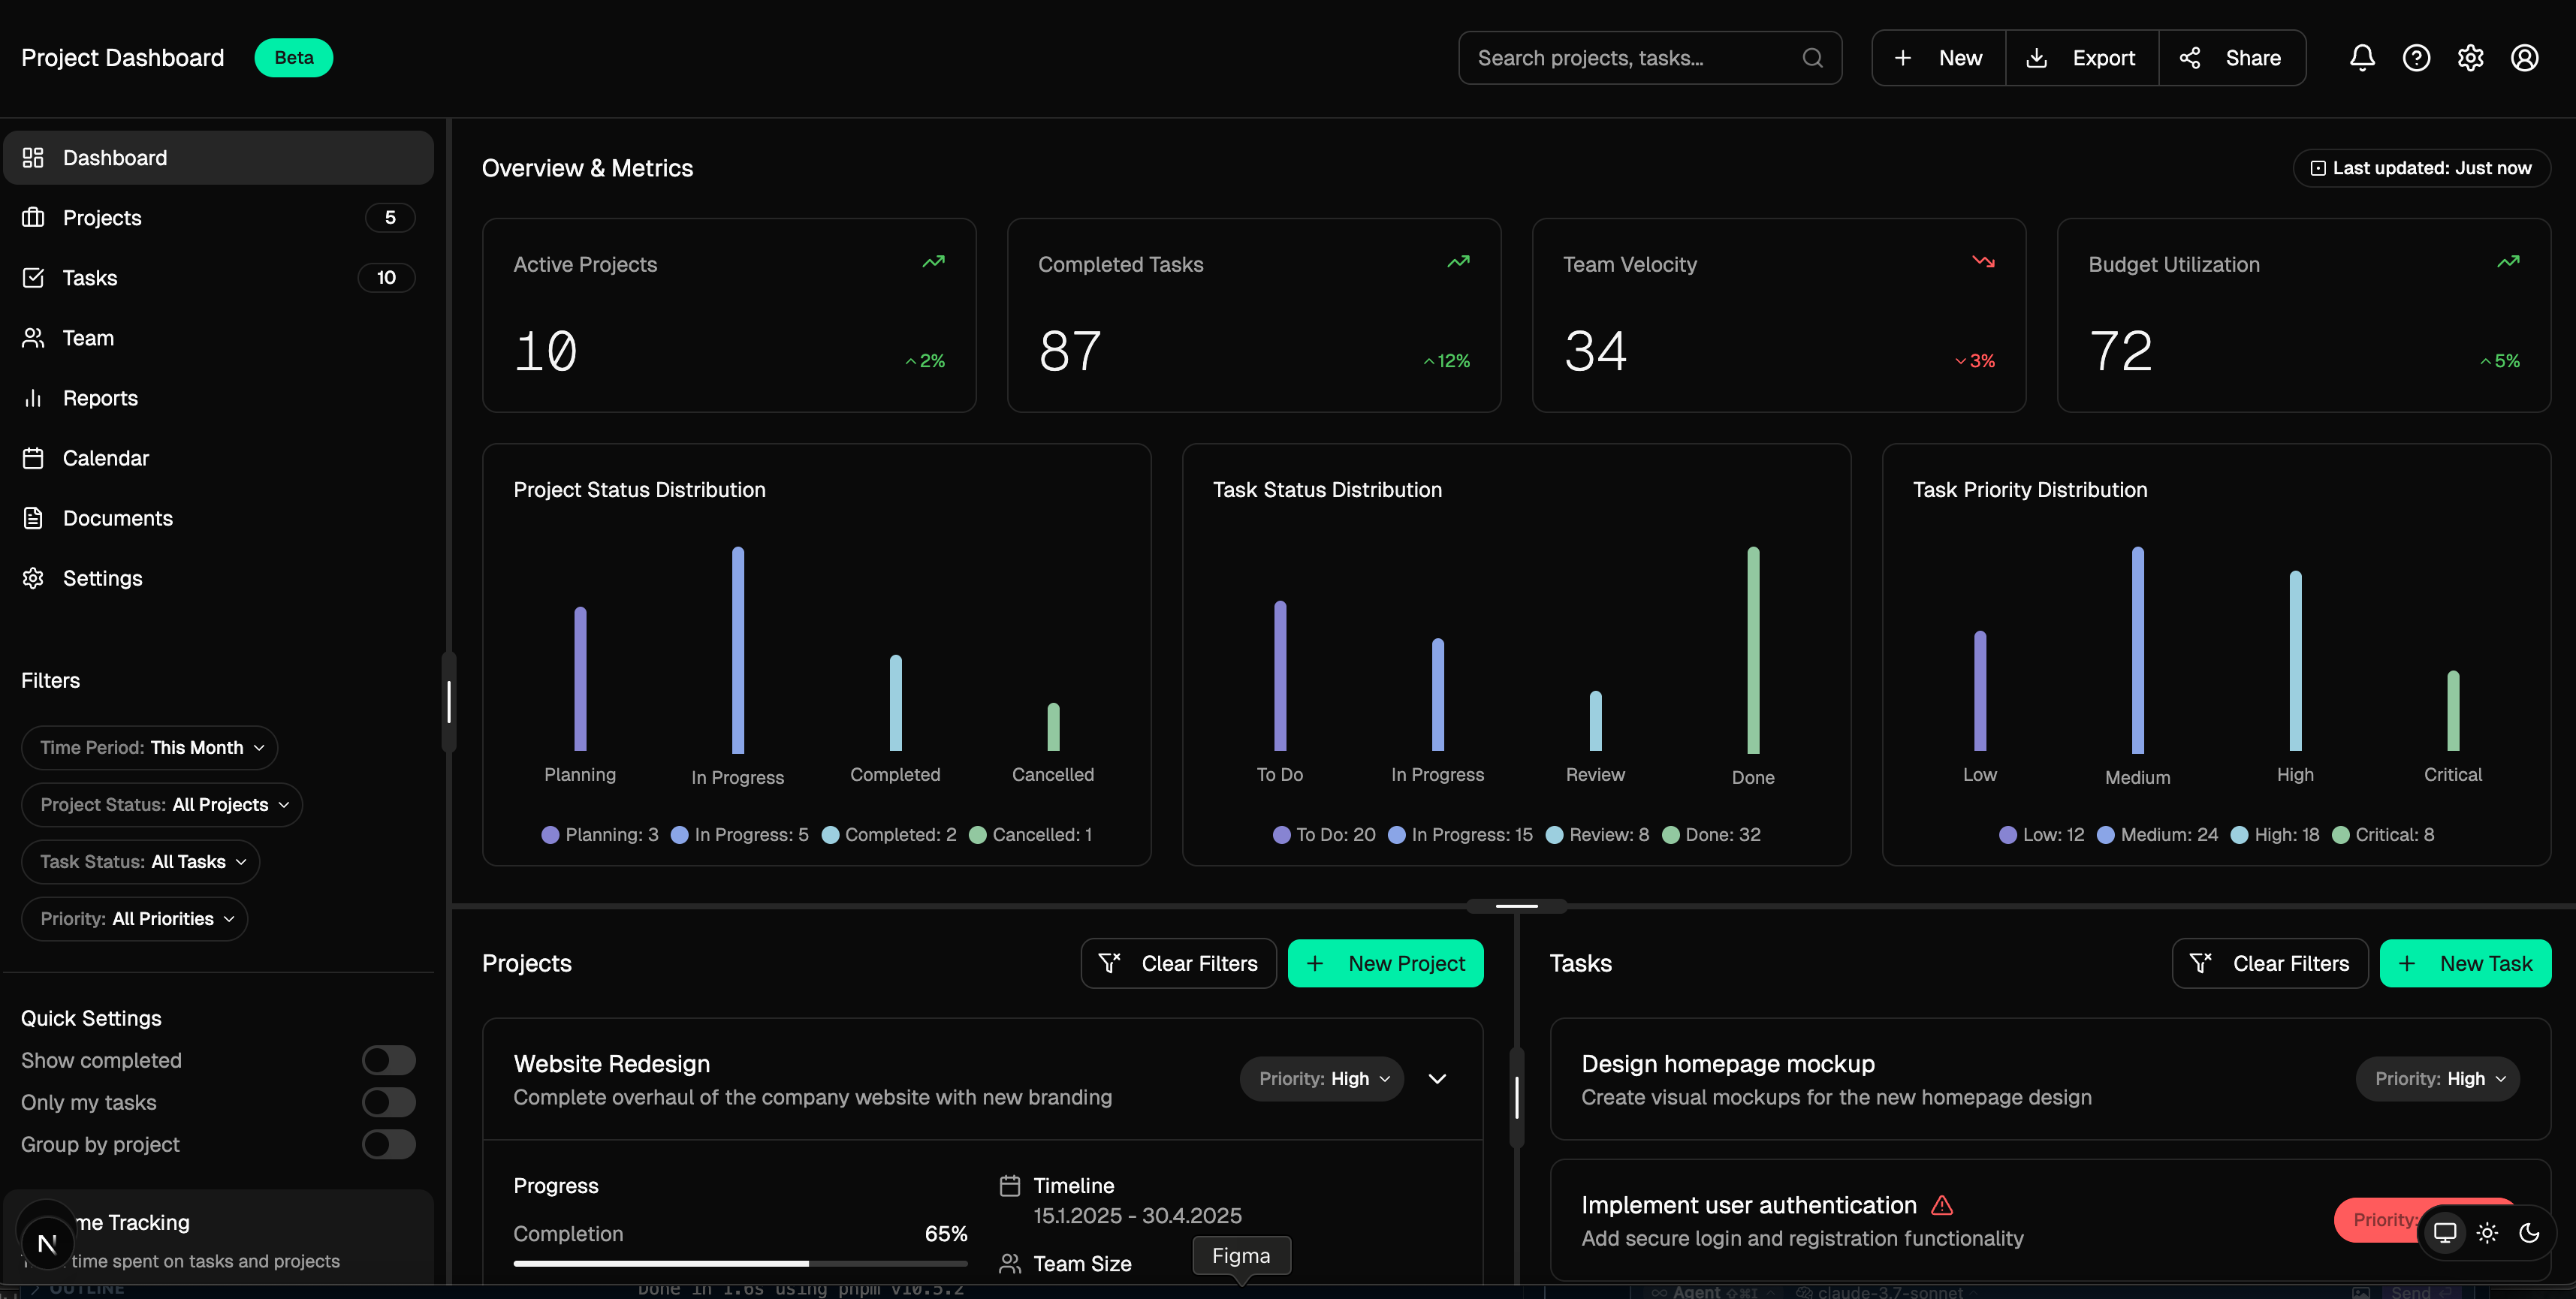 Project Dashboard
Beta
Search projects, tasks...
New
Export
Share
Dashboard
Projects
5
Tasks
10
Team
Reports
Calendar
Documents
Settings
Filters
Time Period: This Month
Project Status: All Projects
Task Status: All Tasks
Priority: All Priorities
Quick Settings
Show completed
Only my tasks
Group by project
me Tracking
time spent on tasks and projects
N
Overview & Metrics
Last updated: Just now
Active Projects
10
2%
Completed Tasks
87
12%
Team Velocity
34
3%
Budget Utilization
72
5%
Project Status Distribution
Planning
In Progress
Completed
Cancelled
Planning: 3
In Progress: 5
Completed: 2
Cancelled: 1
Task Status Distribution
To Do
In Progress
Review
Done
To Do: 20
In Progress: 15
Review: 8
Done: 32
Task Priority Distribution
Low
Medium
High
Critical
Low: 12
Medium: 24
High: 18
Critical: 8
Projects
Clear Filters
New Project
Website Redesign
Complete overhaul of the company website with new branding
Priority: High
Progress
Completion
65%
Timeline
15.1.2025 - 30.4.2025
Team Size
Figma
Tasks
Clear Filters
New Task
Design homepage mockup
Create visual mockups for the new homepage design
Priority: High
Implement user authentication
Add secure login and registration functionality
Priority:
OUTLINE
Done in 1.6s using pnpm v10.5.2
Agent ⇧⌘I
claude-3.7-sonnet
Send